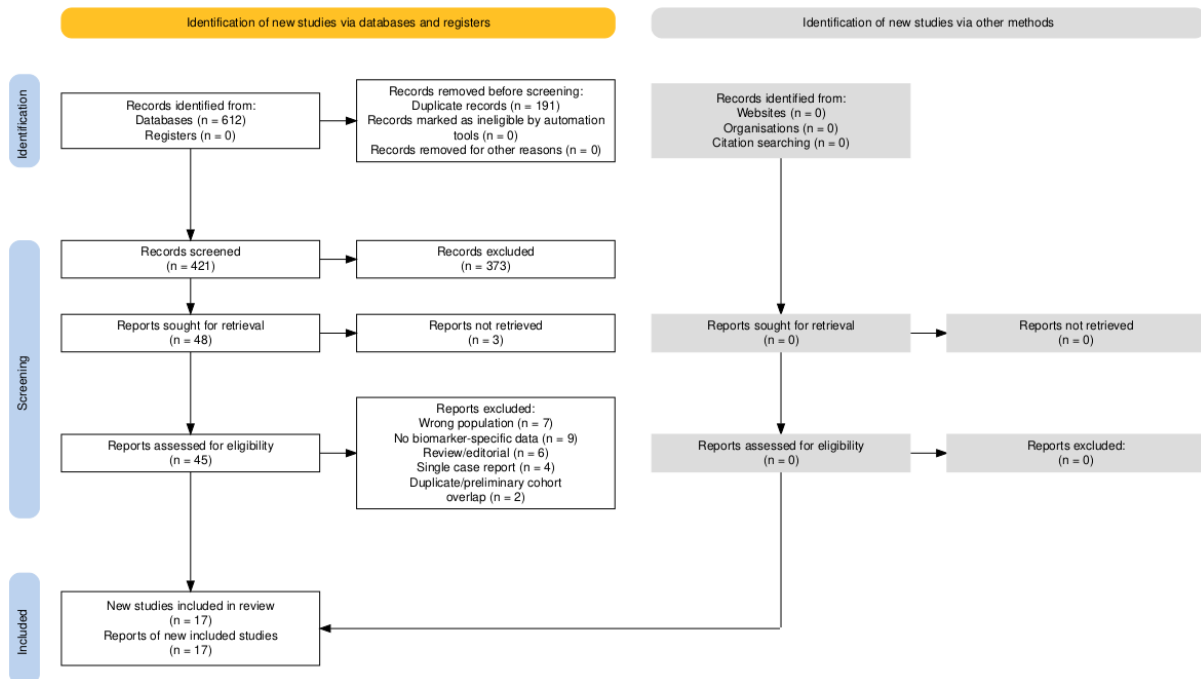 Identification of new studies via databases and registers
Identification of new studies via other methods
Identification
Records identified from:
Databases (n = 612)
Registers (n = 0)
Records removed before screening:
Duplicate records (n = 191)
Records marked as ineligible by automation
tools (n = 0)
Records removed for other reasons (n = 0)
Records identified from:
Websites (n = 0)
Organisations (n = 0)
Citation searching (n = 0)
Screening
Records screened
(n = 421)
Records excluded
(n = 373)
Reports sought for retrieval
(n = 48)
Reports not retrieved
(n = 3)
Reports sought for retrieval
(n = 0)
Reports not retrieved
(n = 0)
Reports assessed for eligibility
(n = 45)
Reports excluded:
Wrong population (n = 7)
No biomarker-specific data (n = 9)
Review/editorial (n = 6)
Single case report (n = 4)
Duplicate/preliminary cohort
overlap (n = 2)
Reports assessed for eligibility
(n = 0)
Reports excluded:
(n = 0)
Included
New studies included in review
(n = 17)
Reports of new included studies
(n = 17)